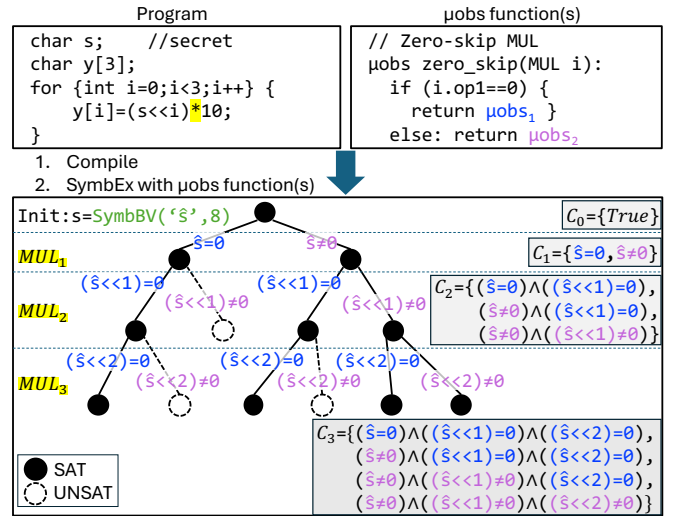 Program
char s;     //secret
char y[3];
for {int i=0;i<3;i++} {
    y[i]=(s<<i)*10;
}
μobs function(s)
// Zero-skip MUL
μobs zero_skip(MUL i):
  if (i.op1==0) {
    return μobs₁ }
  else: return μobs₂
1. Compile
2. SymbEx with μobs function(s)
Init:s=SymbBV(‘ŝ’,8)
C₀={True}
ŝ=0
ŝ≠0
MUL₁
C₁={ŝ=0,ŝ≠0}
(ŝ<<1)=0
(ŝ<<1)≠0
(ŝ<<1)=0
(ŝ<<1)≠0
MUL₂
C₂={(ŝ=0)∧((ŝ<<1)=0),
(ŝ≠0)∧((ŝ<<1)=0),
(ŝ≠0)∧((ŝ<<1)≠0)}
(ŝ<<2)=0
(ŝ<<2)≠0
(ŝ<<2)=0
(ŝ<<2)≠0
(ŝ<<2)=0
(ŝ<<2)≠0
MUL₃
C₃={(ŝ=0)∧((ŝ<<1)=0)∧((ŝ<<2)=0),
(ŝ≠0)∧((ŝ<<1)=0)∧((ŝ<<2)=0),
(ŝ≠0)∧((ŝ<<1)≠0)∧((ŝ<<2)=0),
(ŝ≠0)∧((ŝ<<1)≠0)∧((ŝ<<2)≠0)}
SAT
UNSAT